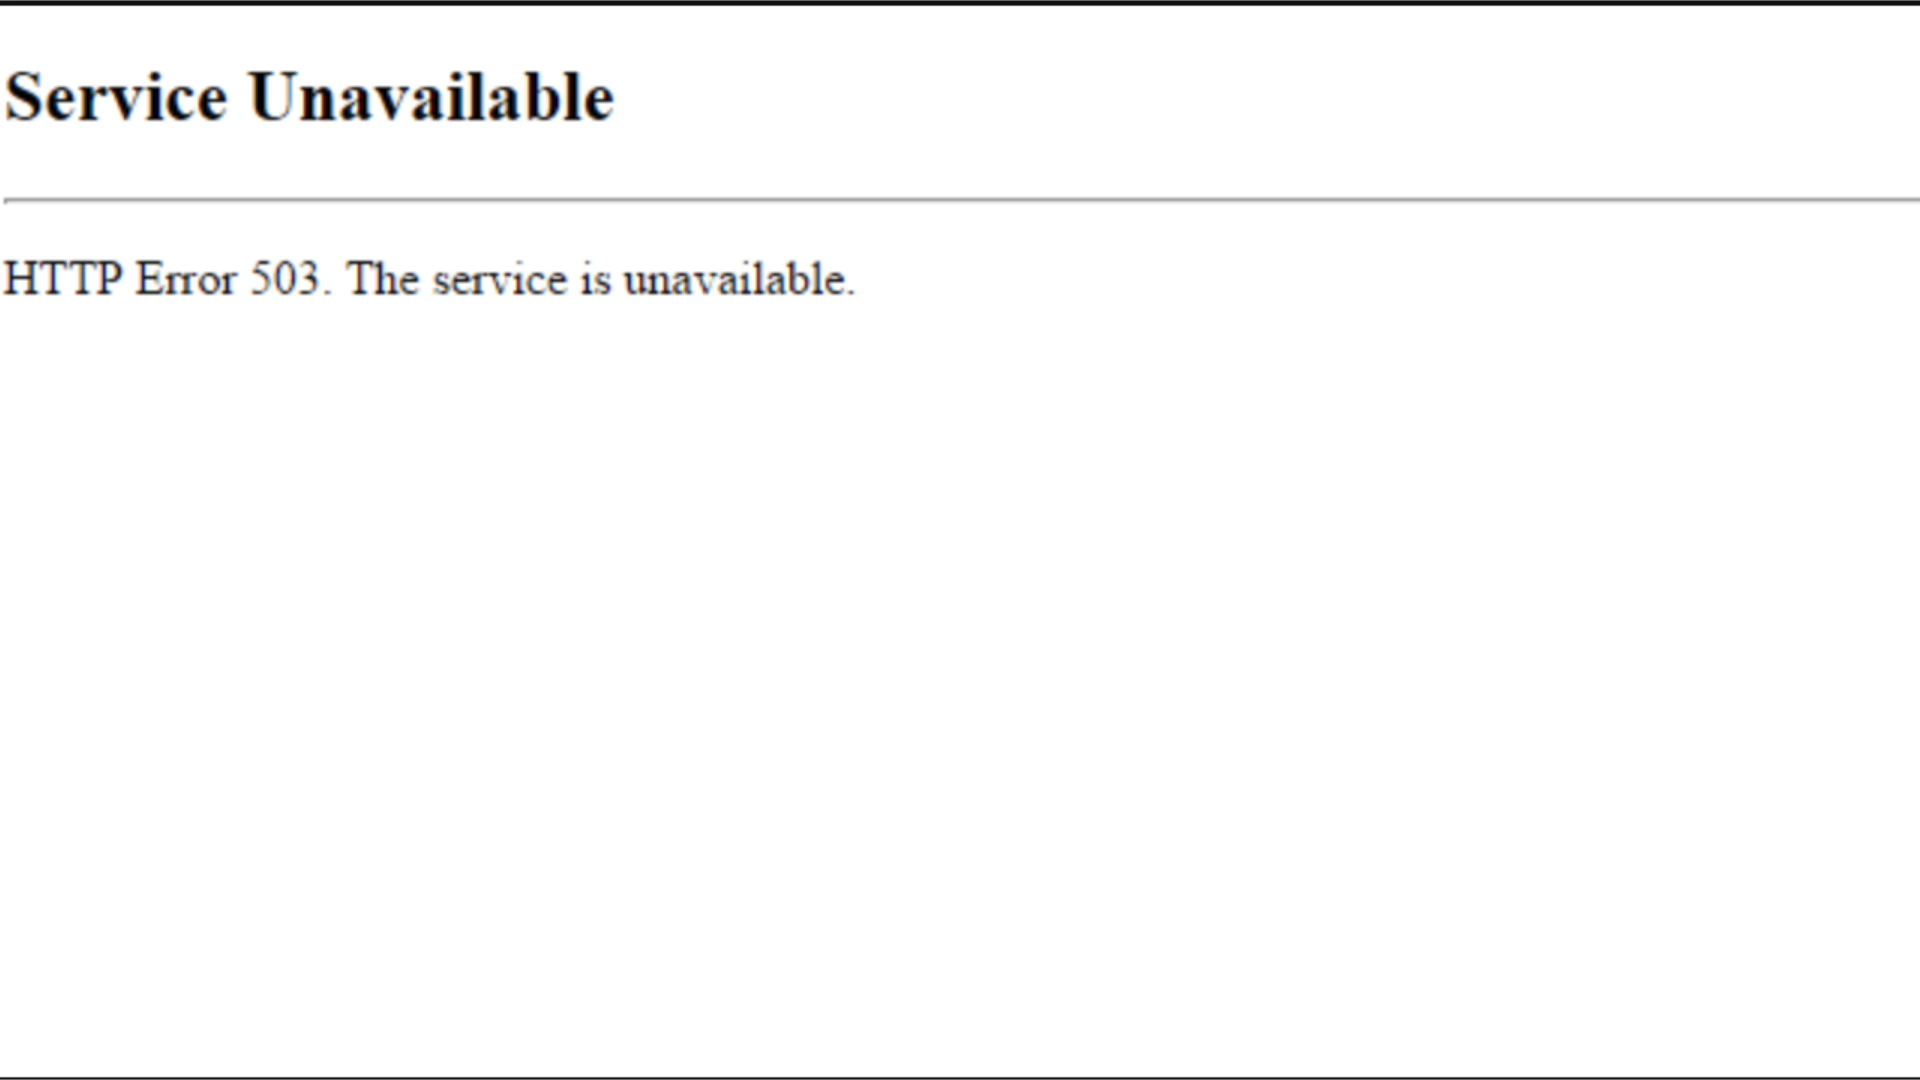 Service Unavailable
HTTP Error 503. The service is unavailable.